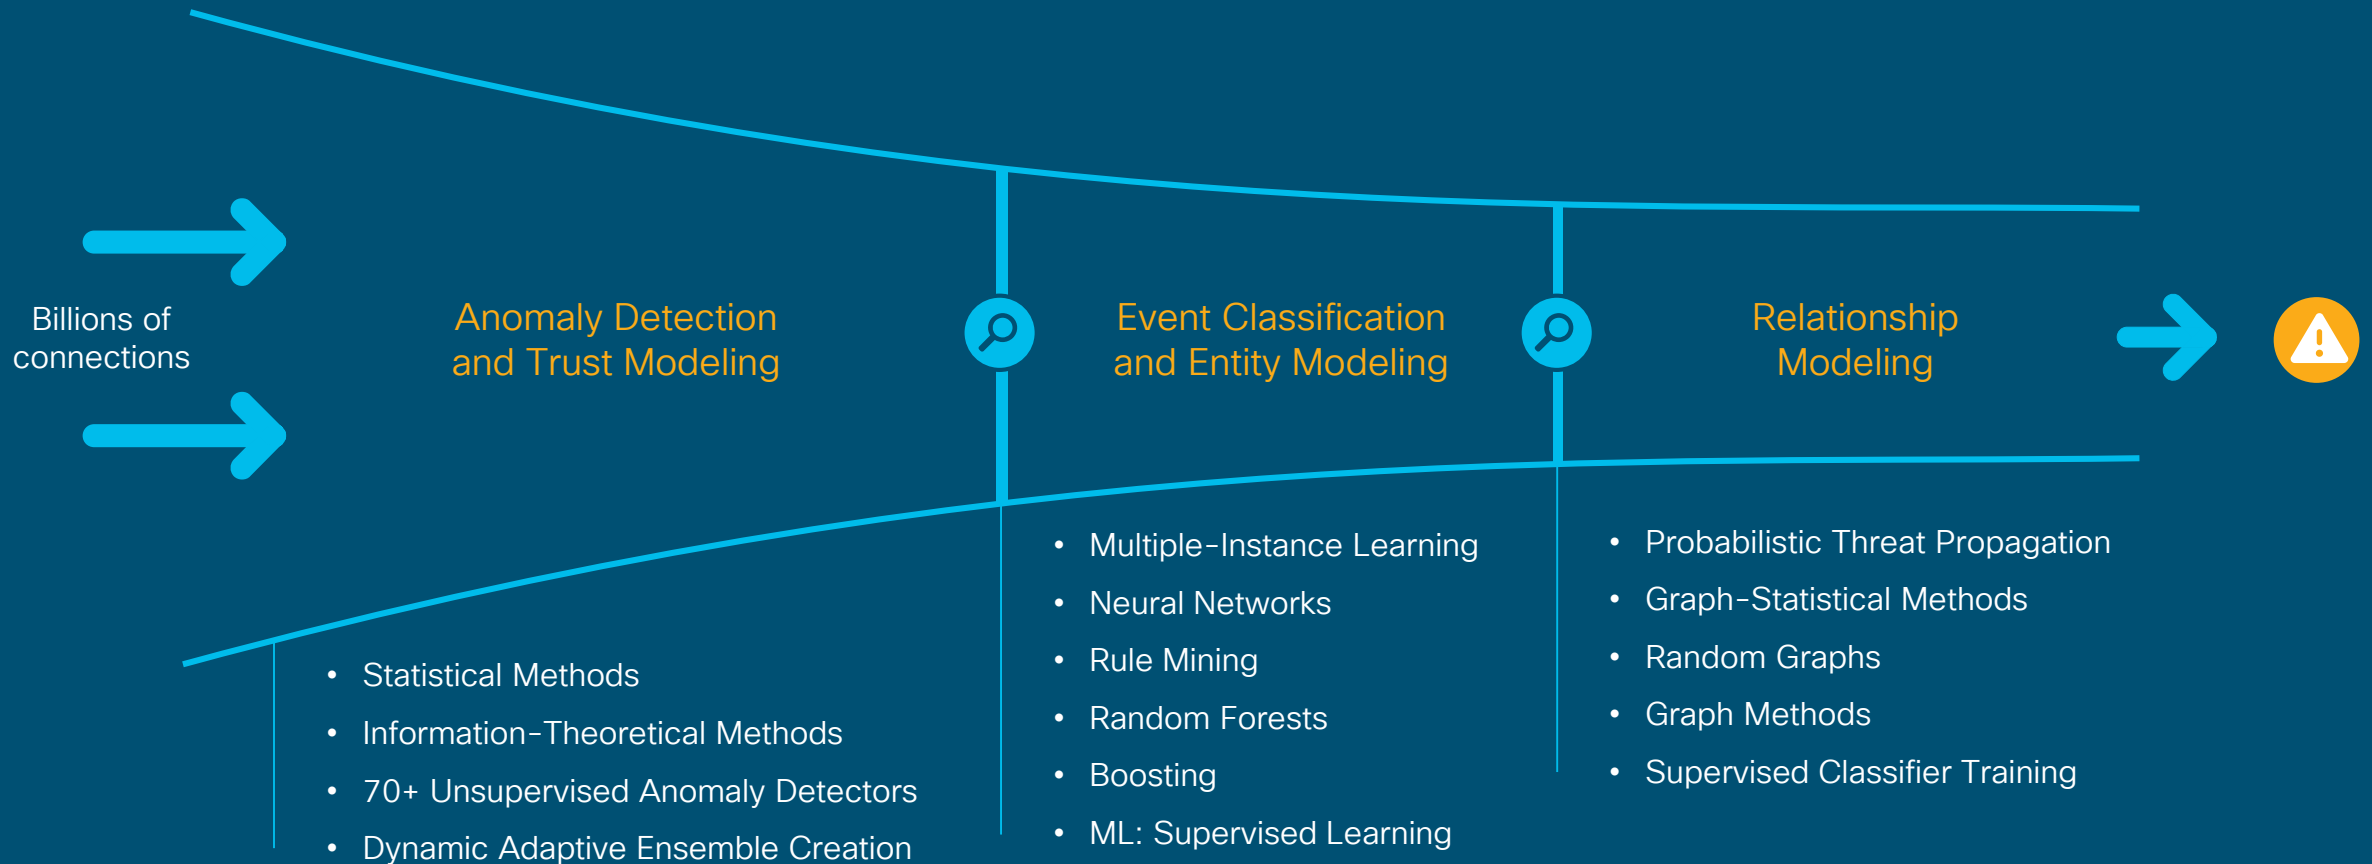 Billions of
connections
Anomaly Detection
and Trust Modeling
Event Classification
and Entity Modeling
Relationship
Modeling
• Statistical Methods
• Information-Theoretical Methods
• 70+ Unsupervised Anomaly Detectors
• Dynamic Adaptive Ensemble Creation
• Multiple-Instance Learning
• Neural Networks
• Rule Mining
• Random Forests
• Boosting
• ML: Supervised Learning
• Probabilistic Threat Propagation
• Graph-Statistical Methods
• Random Graphs
• Graph Methods
• Supervised Classifier Training